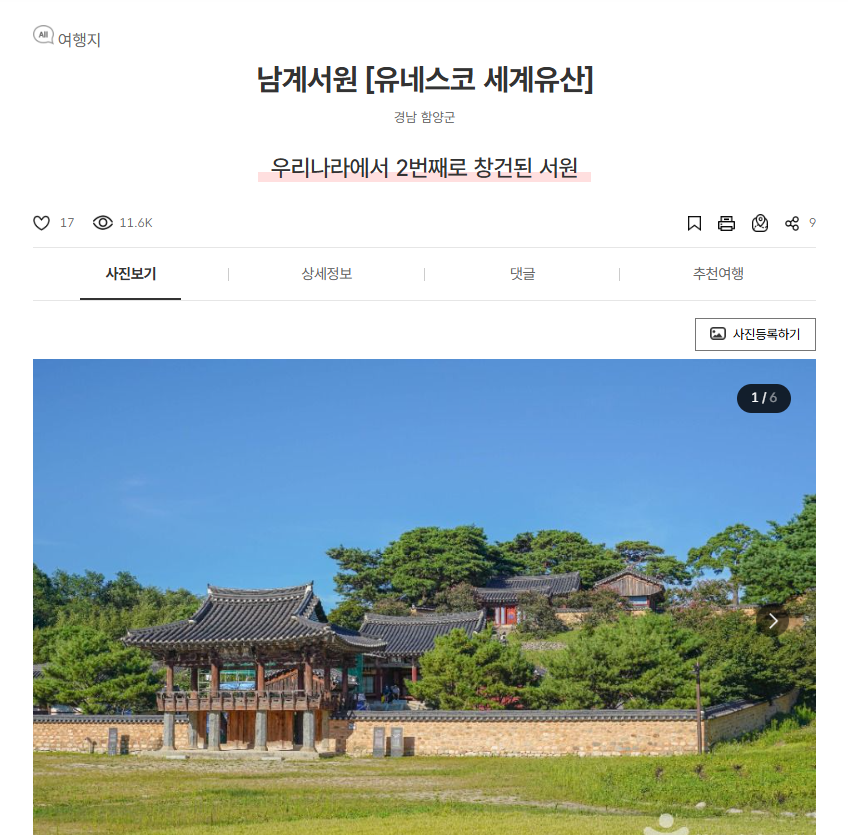 All 여행지
남계서원 [유네스코 세계유산]
경남 함양군
우리나라에서 2번째로 창건된 서원
17 11.6K 9
사진보기 상세정보 댓글 추천여행
사진등록하기
1 / 6